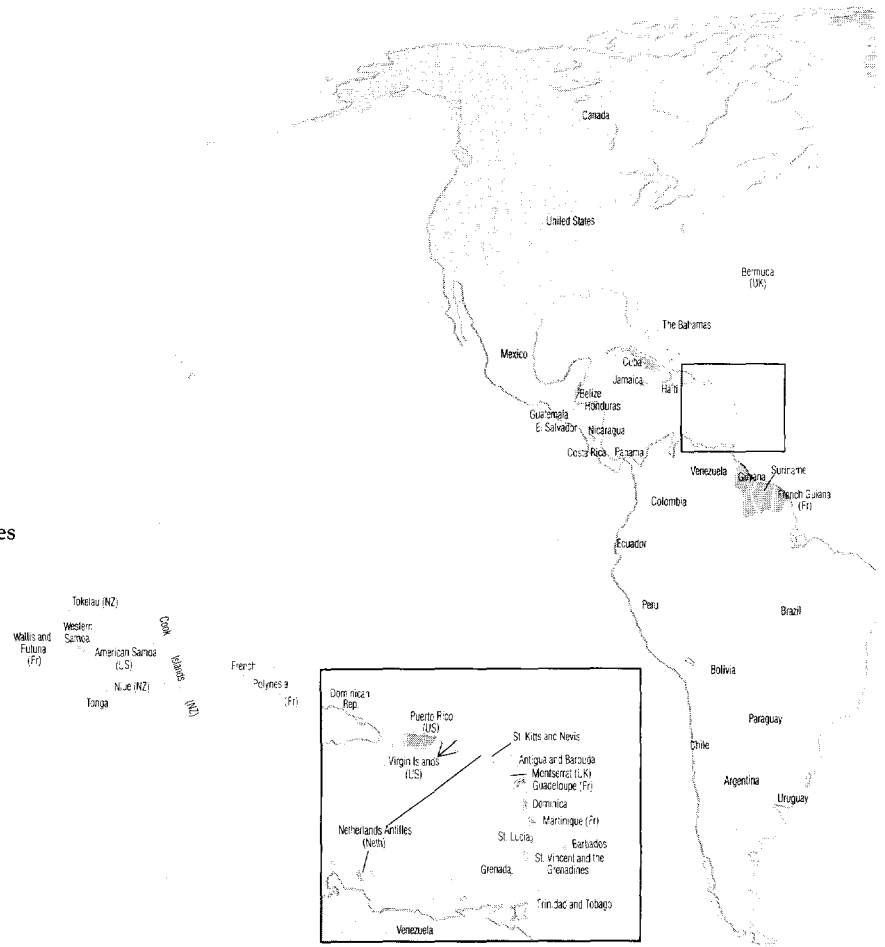 Canada
United States
Bermuda
(UK)
The Bahamas
Mexico
Cuba
Jamaica
Haiti
Belize
Honduras
Guatemala
El Salvador
Nicaragua
Costa Rica
Panama
Venezuela
Guyana
Suriname
French Guiana
(Fr)
Colombia
es
Ecuador
Peru
Brazil
Tokelau (NZ)
Western
Samoa
Wallis and
Futuna
(Fr)
American Samoa
(US)
Cook
Islands
(NZ)
French
Polynesia
(Fr)
Niue (NZ)
Tonga
Bolivia
Paraguay
Chile
Argentina
Uruguay
Dominican
Rep.
Puerto Rico
(US)
St. Kitts and Nevis
Virgin Islands
(US)
Antigua and Barbuda
Montserrat (UK)
Guadeloupe (Fr)
Dominica
Martinique (Fr)
Netherlands Antilles
(Neth)
St. Lucia
Barbados
St. Vincent and the
Grenadines
Grenada
Trinidad and Tobago
Venezuela